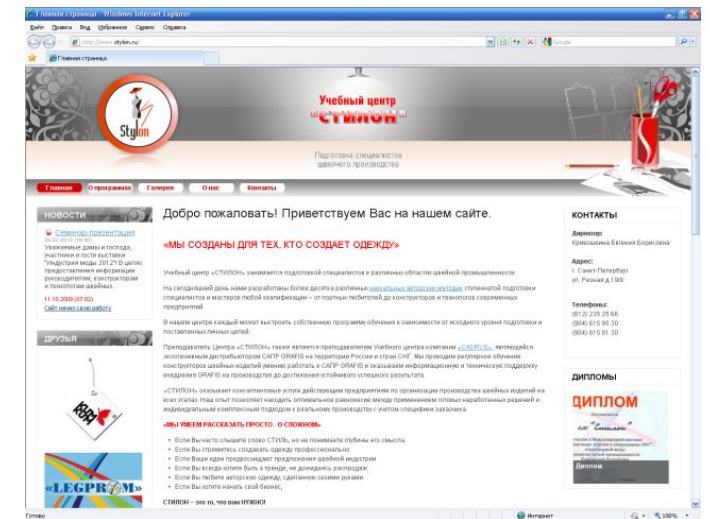 Главная страница - Windows Internet Explorer
Файл Правка Вид Избранное Сервис Справка
http://www.stylon.ru/
Google
Главная страница
Stylon
Учебный центр
"СТИЛОН"
Подготовка специалистов
швейного производства
Главная О программах Галерея О нас Контакты
НОВОСТИ
Семинар-презентация
Уважаемые дамы и господа,
участники и гости выставки
"Индустрия моды 2012"! В целях
предоставления информации
руководителям, конструкторам
и технологам швейных...
11.10.2009 (07:02)
Сайт начал свою работу
ДРУЗЬЯ
«LEGPROM»
Добро пожаловать! Приветствуем Вас на нашем сайте.
«МЫ СОЗДАНЫ ДЛЯ ТЕХ, КТО СОЗДАЕТ ОДЕЖДУ»
Учебный центр «СТИЛОН» занимается подготовкой специалистов в различных областях швейной промышленности.
На сегодняшний день нами разработаны более десятка различных уникальных авторских методик ступенчатой подготовки
специалистов и мастеров любой квалификации – от портных-любителей до конструкторов и технологов современных
предприятий.
В нашем центре каждый может выстроить собственную программу обучения в зависимости от исходного уровня подготовки и
поставленных личных целей.
Преподаватель Центра «СТИЛОН» также является преподавателем Учебного центра компании «CADRUS», являющейся
эксклюзивным дистрибьютором САПР GRAFIS на территории России и стран СНГ. Мы проводим регулярное обучение
конструкторов швейных изделий умению работать в САПР GRAFIS и оказываем информационную и техническую поддержку
внедрения GRAFIS на производстве до достижения устойчивого успешного результата.
«СТИЛОН» оказывает консалтинговые услуги действующим предприятиям по организации производства швейных изделий на
всех этапах. Наш опыт позволяет находить оптимальное равновесие между применением готовых наработанных решений и
индивидуальным комплексным подходом к реальному производству с учетом специфики заказчика.
«МЫ УМЕЕМ РАССКАЗАТЬ ПРОСТО - О СЛОЖНОМ»
• Если Вы часто слышите слово СТИЛЬ, но не понимаете глубины его смысла
• Если Вы стремитесь создавать одежду профессионально
• Если Ваши идеи предвосхищают предложение швейной индустрии
• Если Вы всегда хотите быть в тренде, не дожидаясь распродаж
• Если Вы любите авторскую одежду, сделанную своими руками
• Если Вы хотите начать свой бизнес,
СТИЛОН – это то, что вам НУЖНО!
КОНТАКТЫ
Директор:
Кривошеина Евгения Борисовна
Адрес:
г. Санкт-Петербург
Телефоны:
(812) 235 25 66
(904) 615 95 30
(904) 615 81 30
ДИПЛОМЫ
ДИПЛОМ
"Стилон"
Диплом
Готово
Интернет
100%